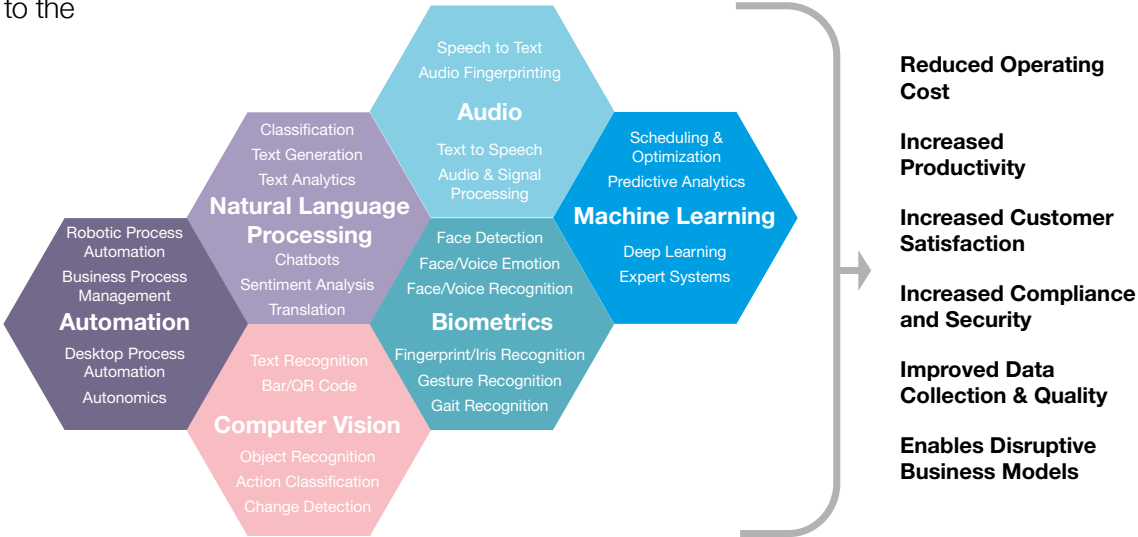 to the
Speech to Text
Audio Fingerprinting
Audio
Text to Speech
Audio & Signal
Processing
Classification
Text Generation
Text Analytics
Natural Language
Processing
Chatbots
Sentiment Analysis
Translation
Scheduling &
Optimization
Predictive Analytics
Machine Learning
Deep Learning
Expert Systems
Robotic Process
Automation
Business Process
Management
Automation
Desktop Process
Automation
Autonomics
Face Detection
Face/Voice Emotion
Face/Voice Recognition
Biometrics
Fingerprint/Iris Recognition
Gesture Recognition
Gait Recognition
Text Recognition
Bar/QR Code
Computer Vision
Object Recognition
Action Classification
Change Detection
Reduced Operating
Cost
Increased
Productivity
Increased Customer
Satisfaction
Increased Compliance
and Security
Improved Data
Collection & Quality
Enables Disruptive
Business Models